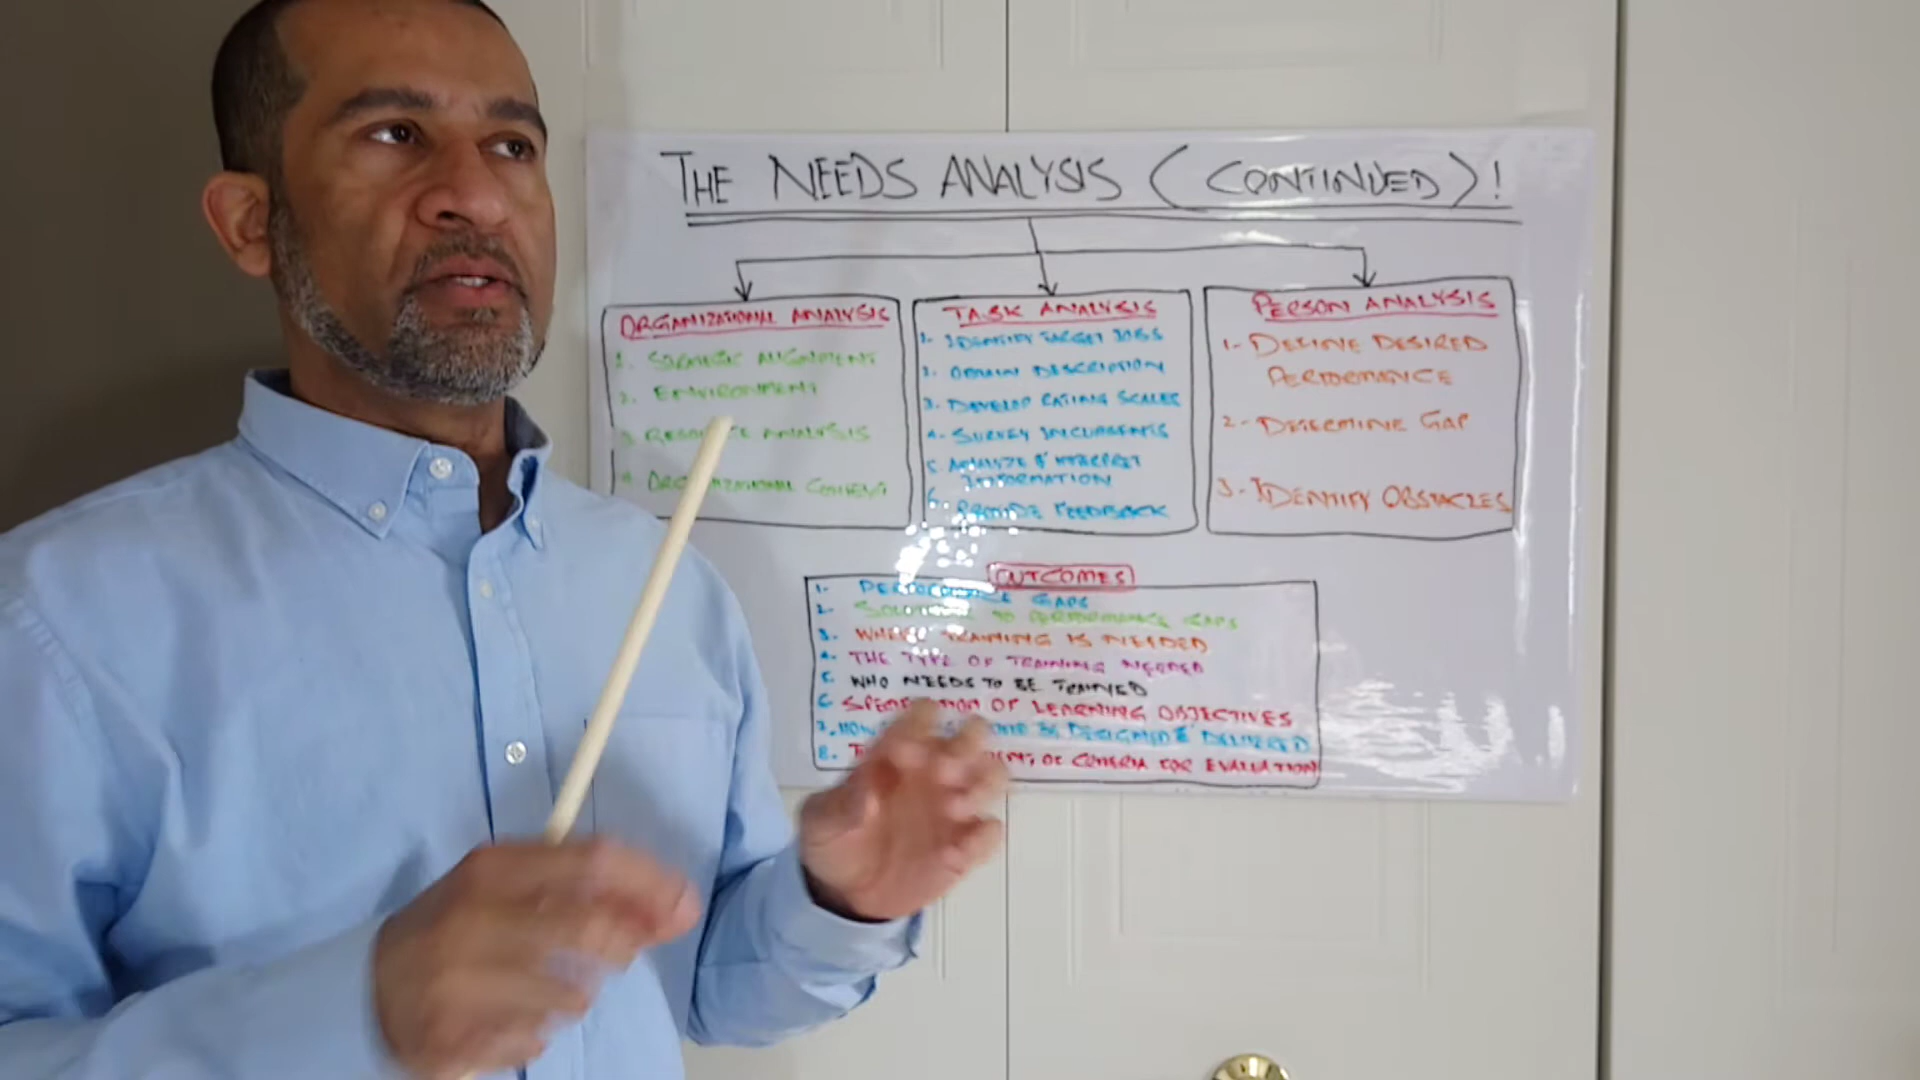 THE NEEDS ANALYSIS (CONTINUED)!
ORGANIZATIONAL ANALYSIS
1. STRATEGIC ALIGNMENT
2. ENVIRONMENT
3. ANALYSIS
4. CONTEXT
TASK ANALYSIS
1- IDENTIFY TARGET JOBS
2. OBTAIN DESCRIPTION
3. DEVELOP RATING SCALES
4. SURVEY INCUMBENTS
5. ANALYZE & INTERPRET
INFORMATION
6. PROVIDE FEEDBACK
PERSON ANALYSIS
1- DEFINE DESIRED
PERFORMANCE
2- DETERMINE GAP
3- IDENTIFY OBSTACLES
OUTCOMES
1. PERFORMANCE GAPS
2. TO PERFORMANCE GAPS
3. TRAINING IS NEEDED
4. THE TYPE OF TRAINING NEEDED
5. WHO NEEDS TO BE TRAINED
6. OF LEARNING OBJECTIVES
7. BE DESIGNED & DELIVERED
8. OF CRITERIA FOR EVALUATION